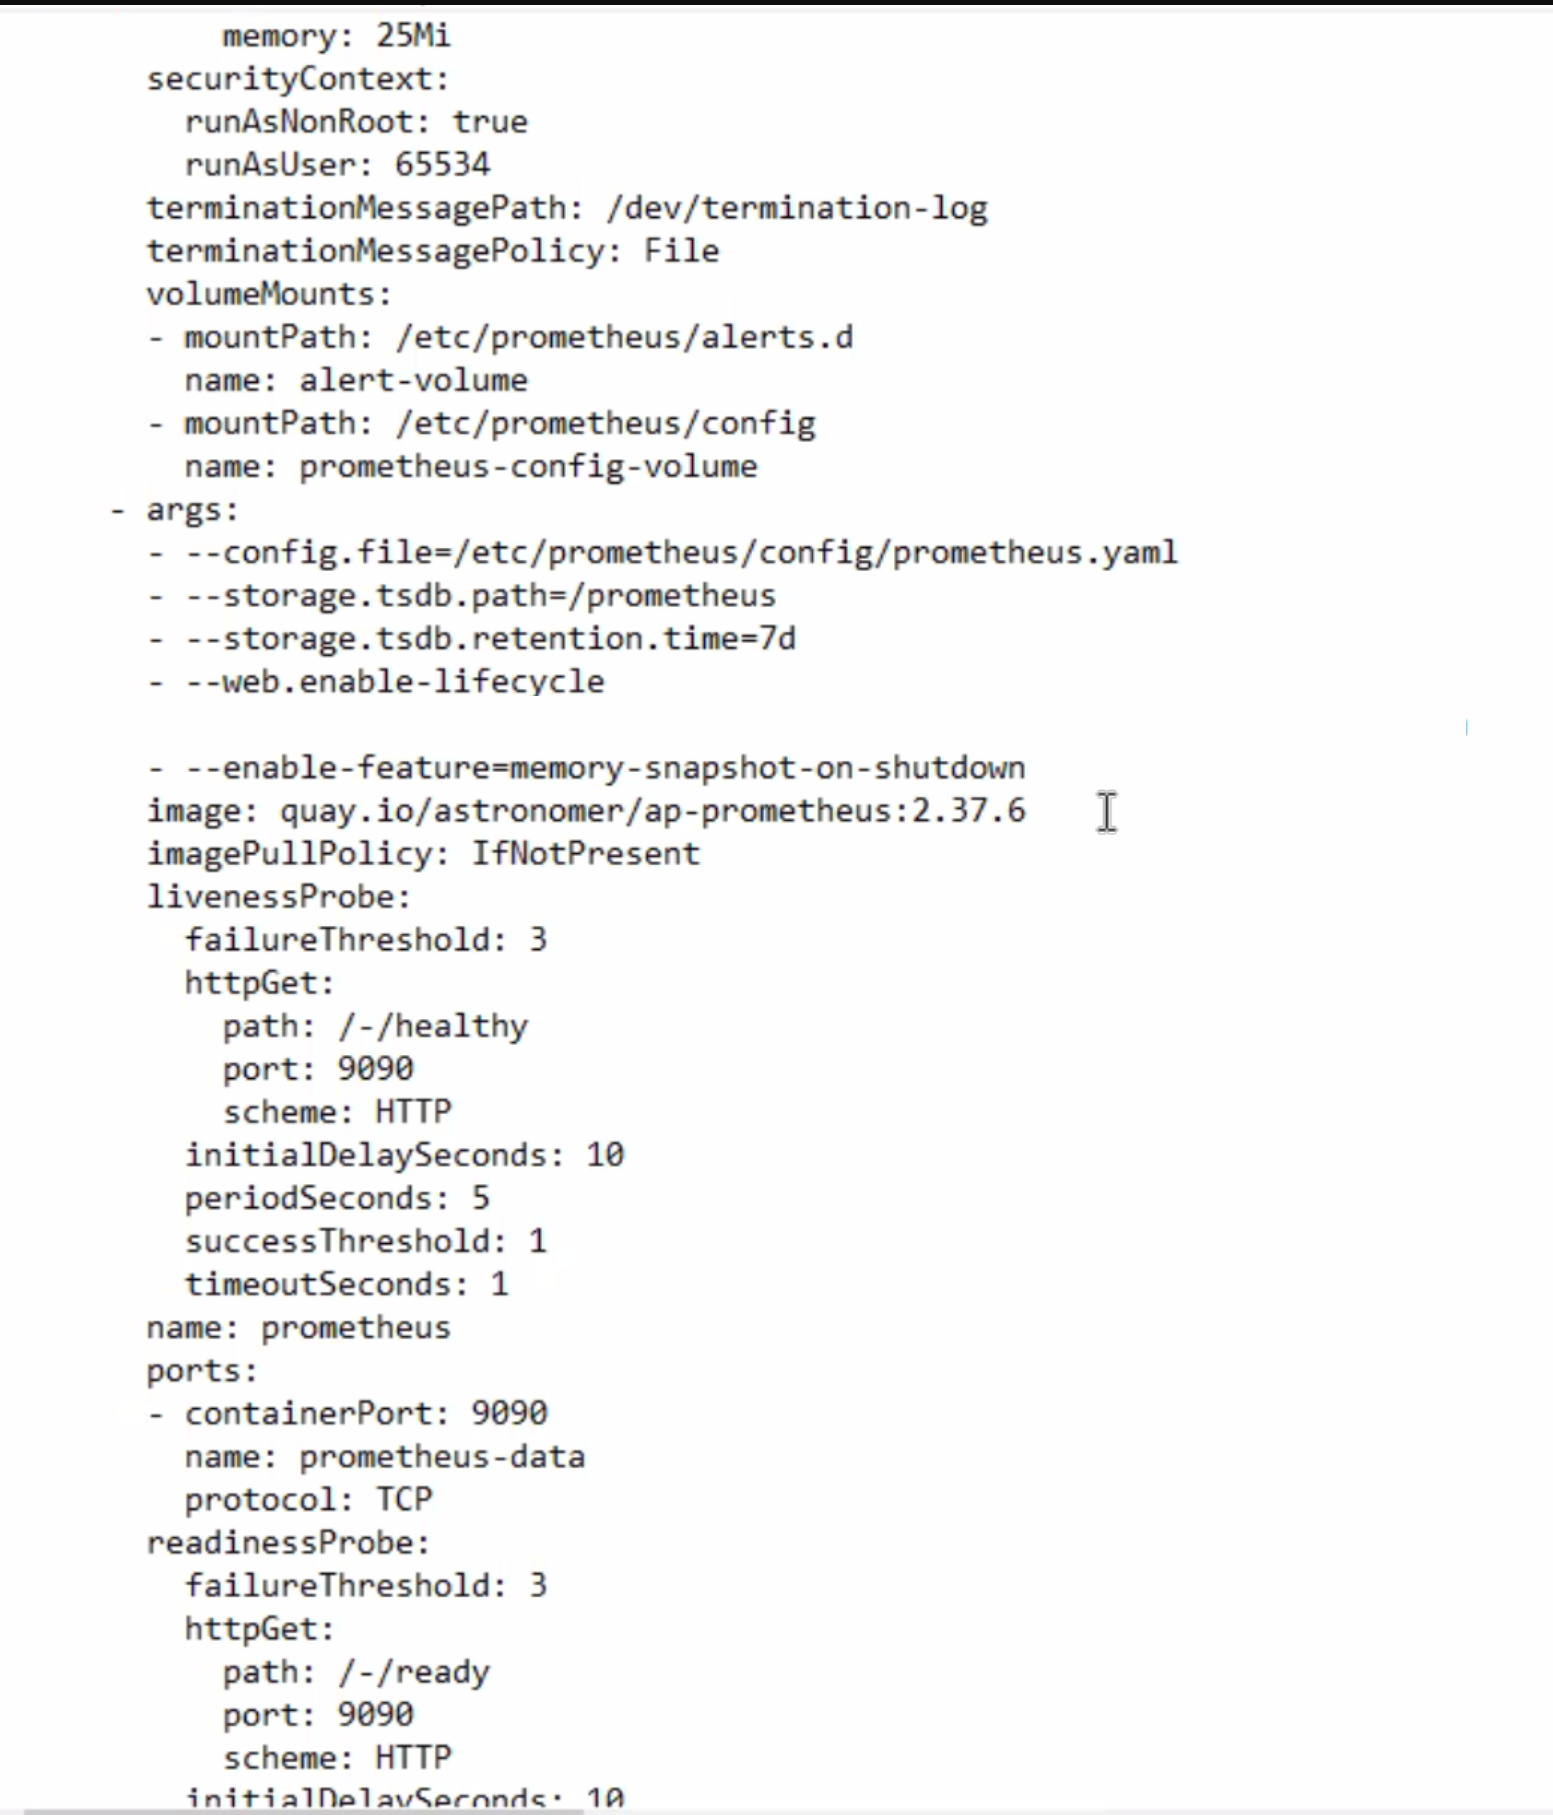 memory: 25Mi
securityContext:
runAsNonRoot: true
runAsUser: 65534
terminationMessagePath: /dev/termination-log
terminationMessagePolicy: File
volumeMounts:
- mountPath: /etc/prometheus/alerts.d
name: alert-volume
- mountPath: /etc/prometheus/config
name: prometheus-config-volume
- args:
- --config.file=/etc/prometheus/config/prometheus.yaml
- --storage.tsdb.path=/prometheus
- --storage.tsdb.retention.time=7d
- --web.enable-lifecycle
- --enable-feature=memory-snapshot-on-shutdown
image: quay.io/astronomer/ap-prometheus:2.37.6
imagePullPolicy: IfNotPresent
livenessProbe:
failureThreshold: 3
httpGet:
path: /-/healthy
port: 9090
scheme: HTTP
initialDelaySeconds: 10
periodSeconds: 5
successThreshold: 1
timeoutSeconds: 1
name: prometheus
ports:
- containerPort: 9090
name: prometheus-data
protocol: TCP
readinessProbe:
failureThreshold: 3
httpGet:
path: /-/ready
port: 9090
scheme: HTTP
initialDelaySeconds: 10